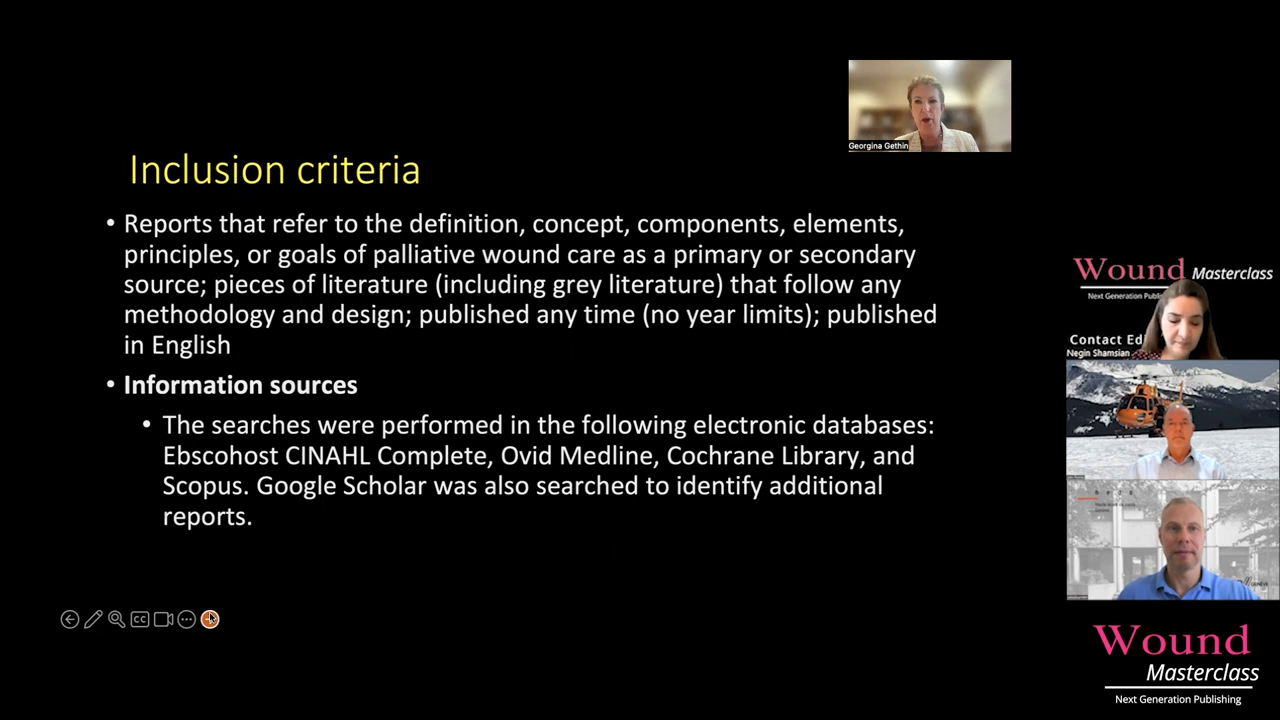 Georgina Gethin
Inclusion criteria
• Reports that refer to the definition, concept, components, elements,
principles, or goals of palliative wound care as a primary or secondary
source; pieces of literature (including grey literature) that follow any
methodology and design; published any time (no year limits); published
in English
• Information sources
• The searches were performed in the following electronic databases:
Ebscohost CINAHL Complete, Ovid Medline, Cochrane Library, and
Scopus. Google Scholar was also searched to identify additional
reports.
CC
Wound Masterclass
Next Generation
Contact Ed
Negin Shamsian
Wound
Masterclass
Next Generation Publishing